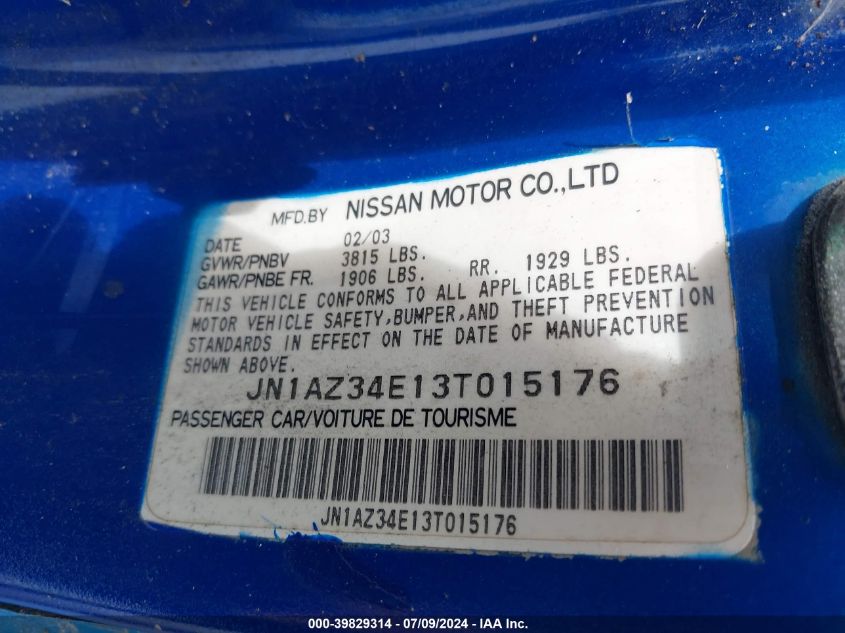 MFD.BY NISSAN MOTOR CO.,LTD
DATE 02/03
GVWR/PNBV 3815 LBS.
GAWR/PNBE FR. 1906 LBS. RR. 1929 LBS.
THIS VEHICLE CONFORMS TO ALL APPLICABLE FEDERAL
MOTOR VEHICLE SAFETY,BUMPER,AND THEFT PREVENTION
STANDARDS IN EFFECT ON THE DATE OF MANUFACTURE
SHOWN ABOVE.
JN1AZ34E13T015176
PASSENGER CAR/VOITURE DE TOURISME
JN1AZ34E13T015176
000-39829314 - 07/09/2024 - IAA Inc.